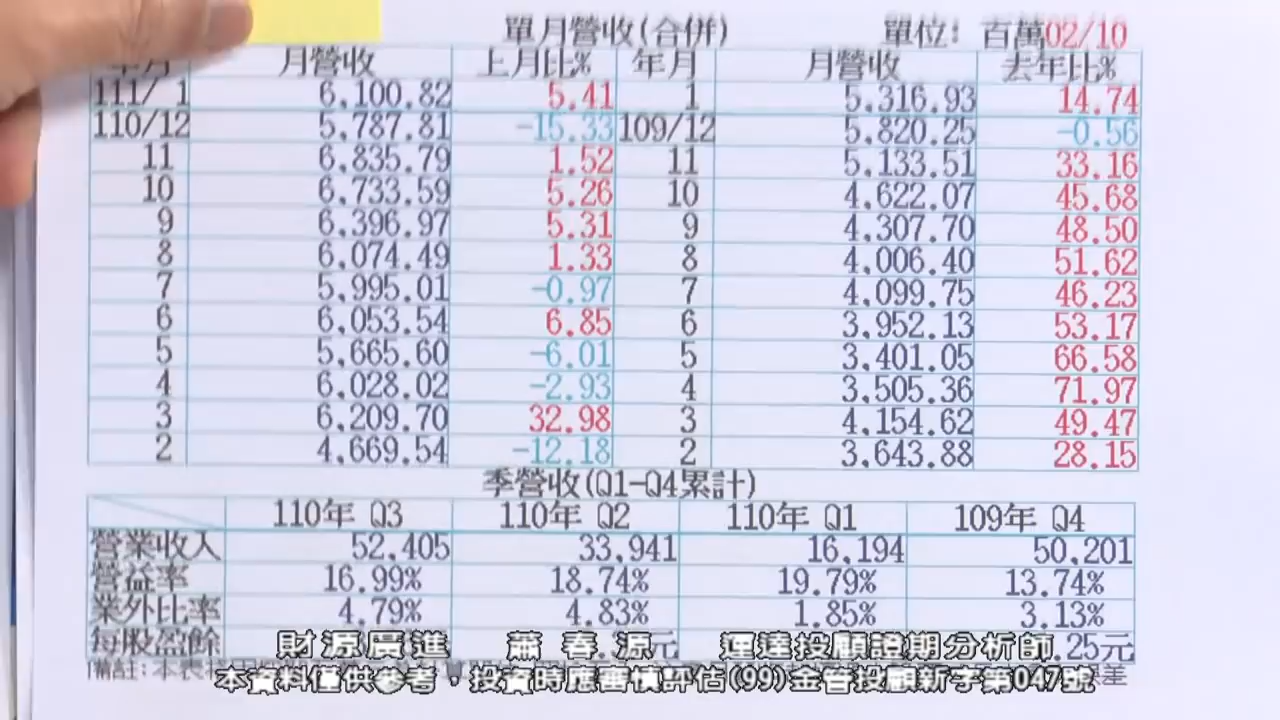 單月營收(合併) 單位: 百萬02/10
年月 月營收 上月比% 年月 月營收 去年比%
111/ 1 6,100.82 5.41 1 5,316.93 14.74
110/12 5,787.81 -15.33 109/12 5,820.25 -0.56
11 6,835.79 1.52 11 5,133.51 33.16
10 6,733.59 5.26 10 4,622.07 45.68
9 6,396.97 5.31 9 4,307.70 48.50
8 6,074.49 1.33 8 4,006.40 51.62
7 5,995.01 -0.97 7 4,099.75 46.23
6 6,053.54 6.85 6 3,952.13 53.17
5 5,665.60 -6.01 5 3,401.05 66.58
4 6,028.02 -2.93 4 3,505.36 71.97
3 6,209.70 32.98 3 4,154.62 49.47
2 4,669.54 -12.18 2 3,643.88 28.15
季營收(Q1-Q4累計)
110年 Q3 110年 Q2 110年 Q1 109年 Q4
營業收入 52,405 33,941 16,194 50,201
營益率 16.99% 18.74% 19.79% 13.74%
業外比率 4.79% 4.83% 1.85% 3.13%
每股盈餘 元 .25元
財源廣進 蕭春源 運達投顧證期分析師
備註:本表
本資料僅供參考，投資時應審慎評估(99)金管投顧新字第047號